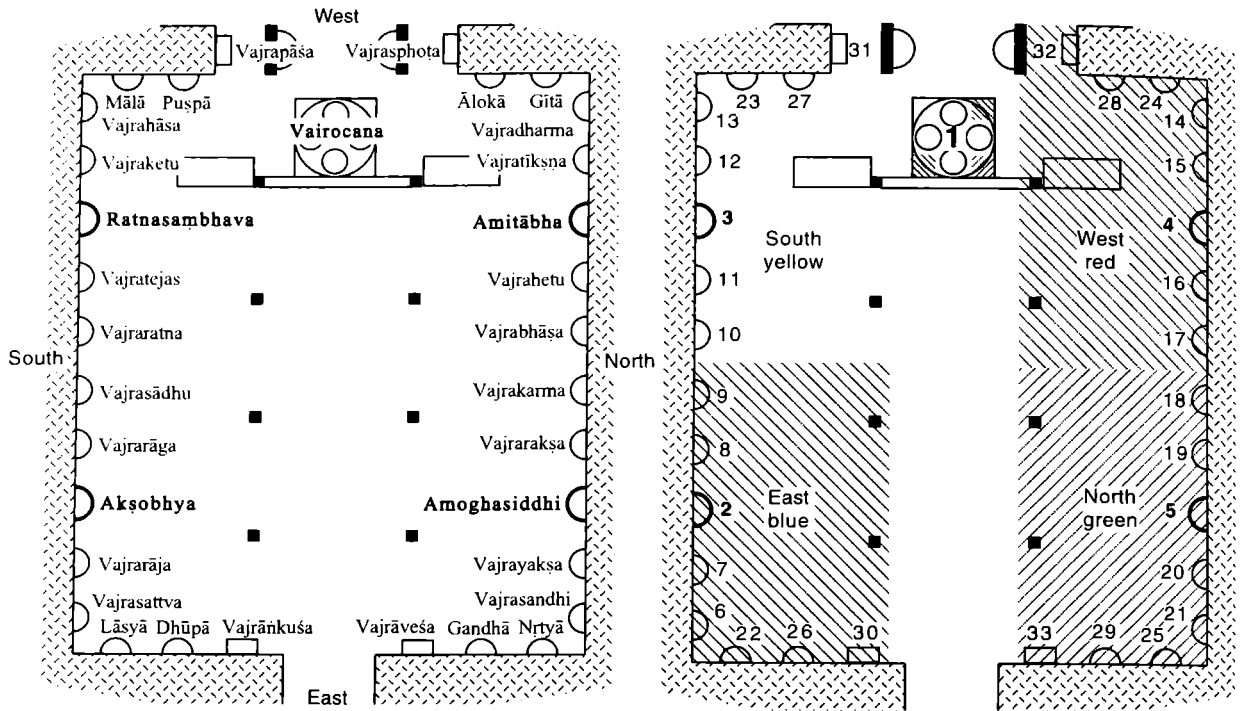 West
Vajrapāśa Vajrasphoṭa
Mālā Puṣpā Ālokā Gītā
Vajrahāsa Vairocana Vajradharma
Vajraketu Vajratīkṣṇa
Ratnasaṃbhava Amitābha
Vajratejas Vajrahetu
Vajraratna Vajrabhāṣa
South North
Vajrasādhu Vajrakarma
Vajrarāga Vajrarakṣa
Akṣobhya Amoghasiddhi
Vajrarāja Vajrayakṣa
Vajrasattva Vajrasandhi
Lāsyā Dhūpā Vajrāṅkuśa Vajrāveśa Gandhā Nṛtyā
East
31 32
23 27 28 24
13 1 14
12 15
3 4
South
yellow
West
red
11 16
10 17
9 18
8 19
2 5
East
blue
North
green
7 20
6 21
22 26 30 33 29 25